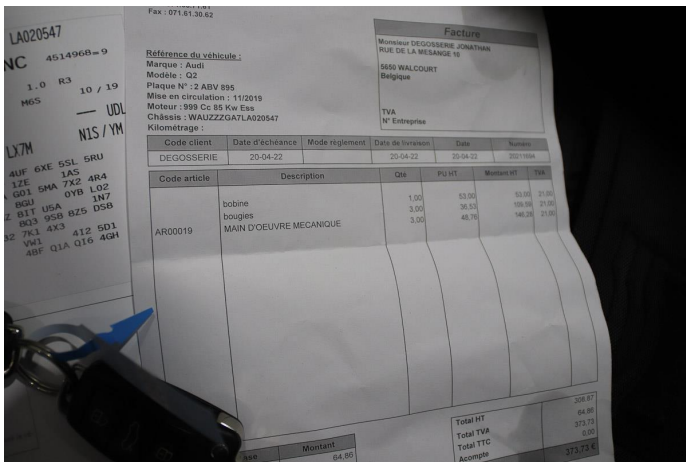 Fax : 071.61.30.62
Facture
Monsieur DEGOSSERIE JONATHAN
RUE DE LA MESANGE 10
5650 WALCOURT
Belgique
TVA
N° Entreprise
Référence du véhicule :
Marque : Audi
Modèle : Q2
Plaque N° : 2 ABV 895
Mise en circulation : 11/2019
Moteur : 999 Cc 85 Kw Ess
Châssis : WAUZZZGA7LA020547
Kilométrage :
Code client Date d'échéance Mode règlement Date de livraison Date Numéro
DEGOSSERIE 20-04-22 20-04-22 20-04-22
Code article Description Qté PU HT Montant HT TVA
bobine 1,00 53,00 53,00 21,00
bougies 3,00 36,53 109,59 21,00
AR00019 MAIN D'OEUVRE MECANIQUE 3,00 48,76 146,28 21,00
Total HT 308,87
Total TVA 64,86
Total TTC 373,73
Acompte 0,00
373,73 €
Montant
64,86
LA020547
NC 4514968=9
1.0 R3
M6S 10 / 19
— UDL
LX7M N1S / YM
4UF 6XE 5SL 5RU
1ZE 1AS
G01 5MA 7X2 4R4
8GU 0YB L02
BIT U5A 1N7
8Q3 9SB 8Z5 DSB
7K1 4X3
VW1 412 5D1
4BF Q1A QI6 4GH